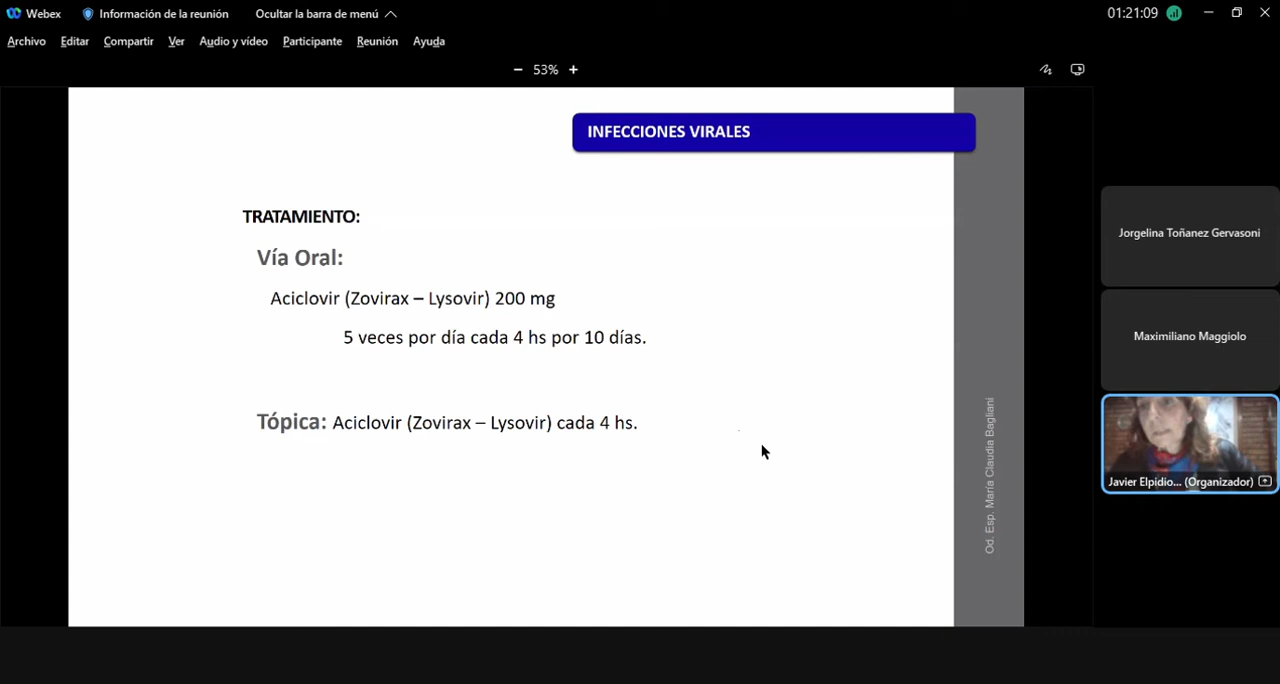 Webex
Información de la reunión
Ocultar la barra de menú
01:21:09
Archivo
Editar
Compartir
Ver
Audio y vídeo
Participante
Reunión
Ayuda
53%
INFECCIONES VIRALES
TRATAMIENTO:
Vía Oral:
Aciclovir (Zovirax – Lysovir) 200 mg
5 veces por día cada 4 hs por 10 días.
Tópica: Aciclovir (Zovirax – Lysovir) cada 4 hs.
Od. Esp. María Claudia Bagliani
Jorgelina Toñanez Gervasoni
Maximiliano Maggiolo
Javier Elpidio... (Organizador)